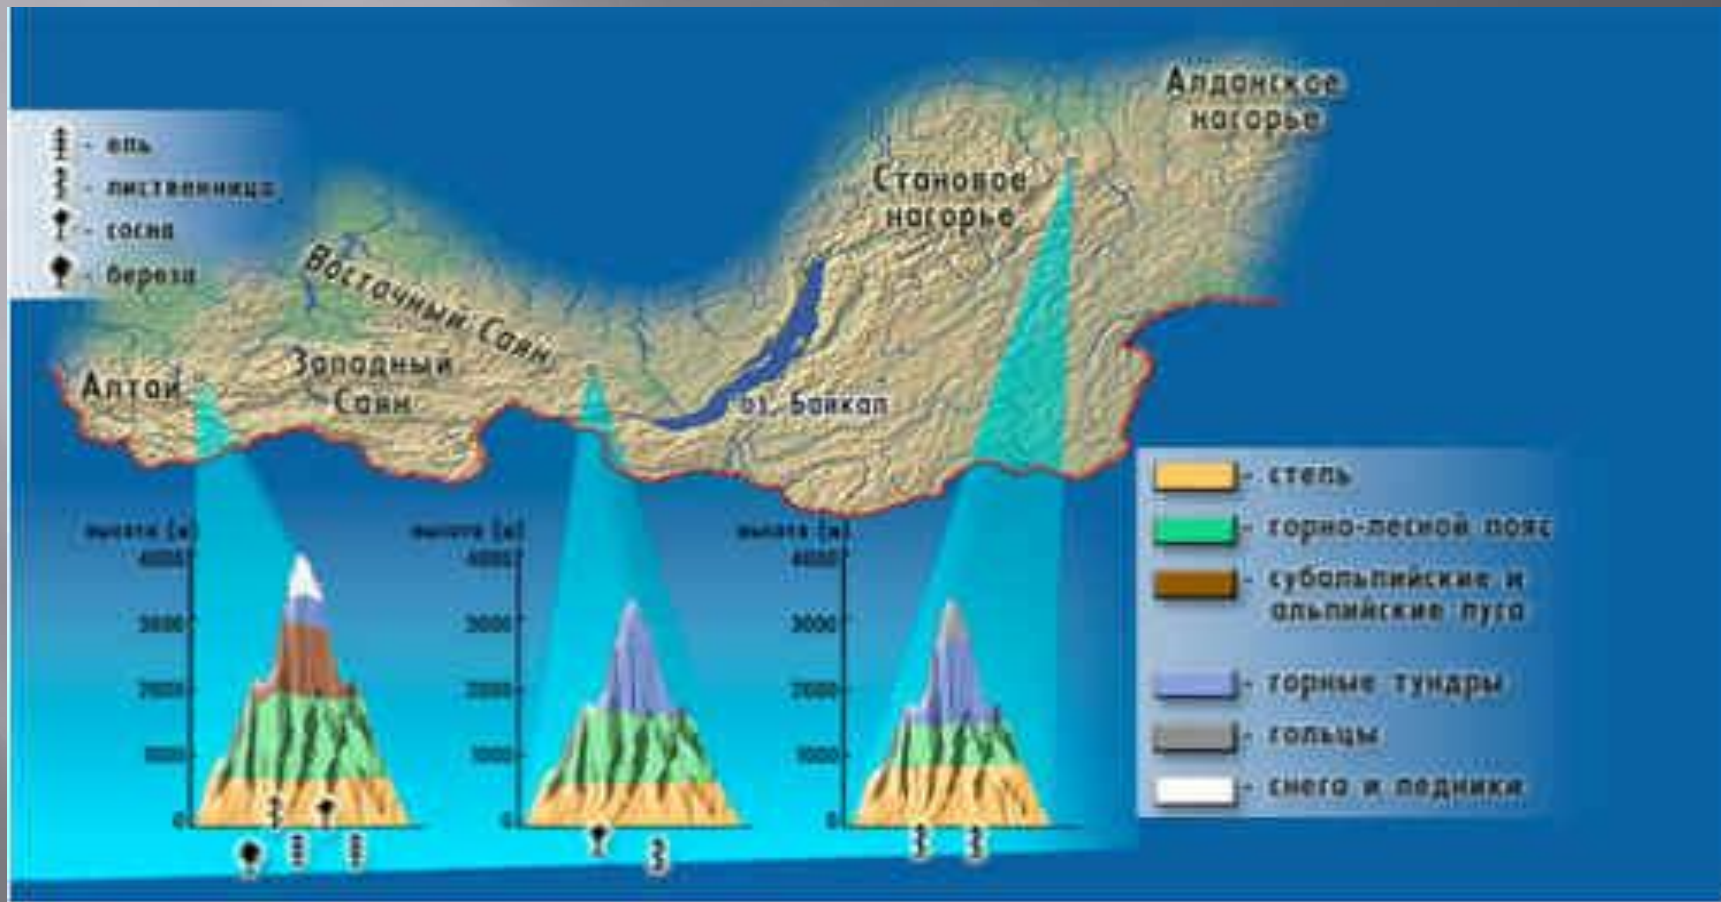 Алданское
нагорье
- ель
- лиственница
- сосна
- береза
Становое
нагорье
Восточный Саян
Западный
Саян
Алтай
оз. Байкал
высота (м)
4000
3000
2000
1000
0
высота (м)
4000
3000
2000
1000
0
высота (м)
4000
3000
2000
1000
0
- степь
- горно-лесной пояс
- субальпийские и
альпийские луга
- горные тундры
- гольцы
- снега и ледники